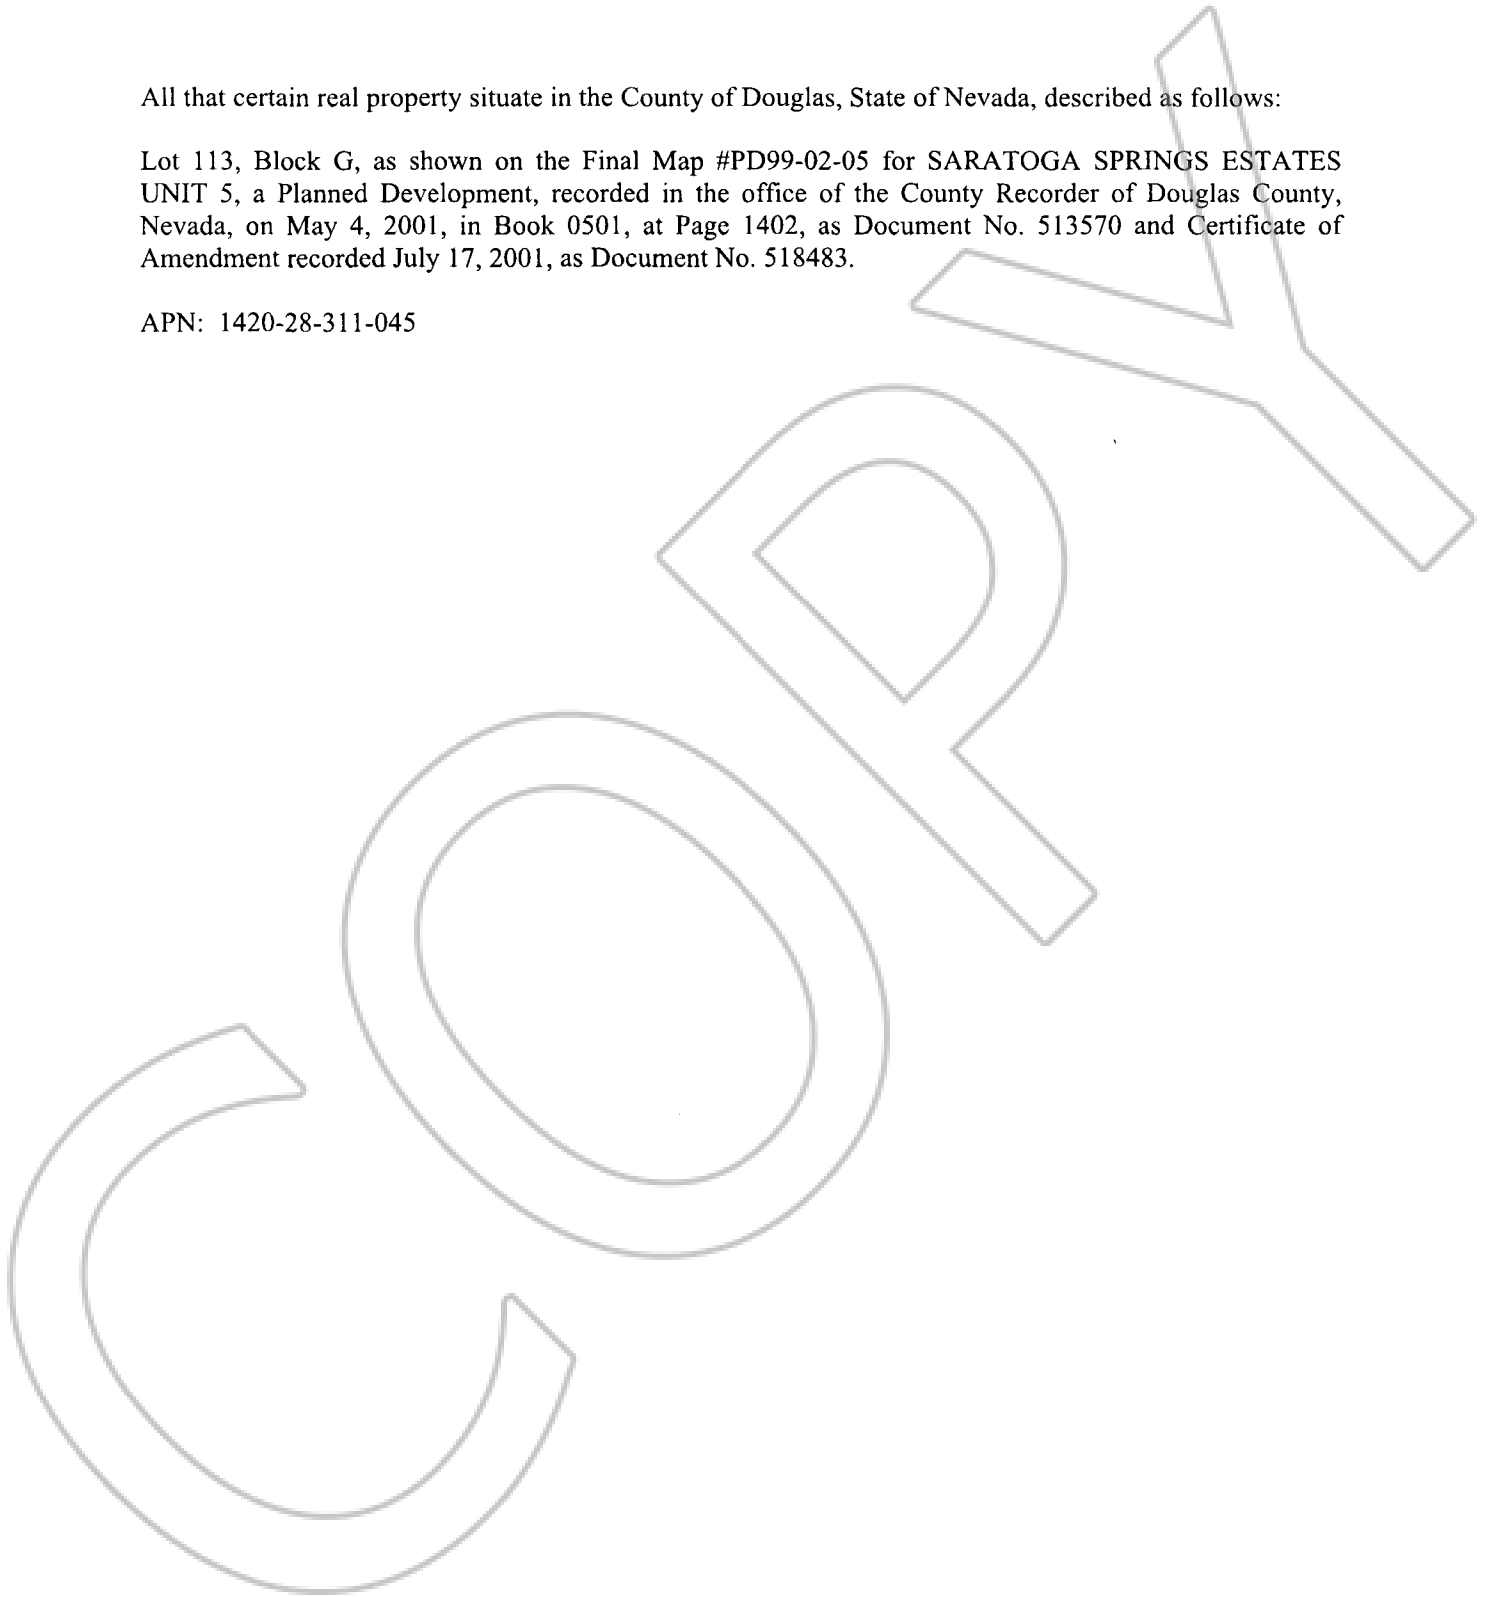 All that certain real property situate in the County of Douglas, State of Nevada, described as follows:
Lot 113, Block G, as shown on the Final Map #PD99-02-05 for SARATOGA SPRINGS ESTATES
UNIT 5, a Planned Development, recorded in the office of the County Recorder of Douglas County,
Nevada, on May 4, 2001, in Book 0501, at Page 1402, as Document No. 513570 and Certificate of
Amendment recorded July 17, 2001, as Document No. 518483.
APN: 1420-28-311-045
COPY